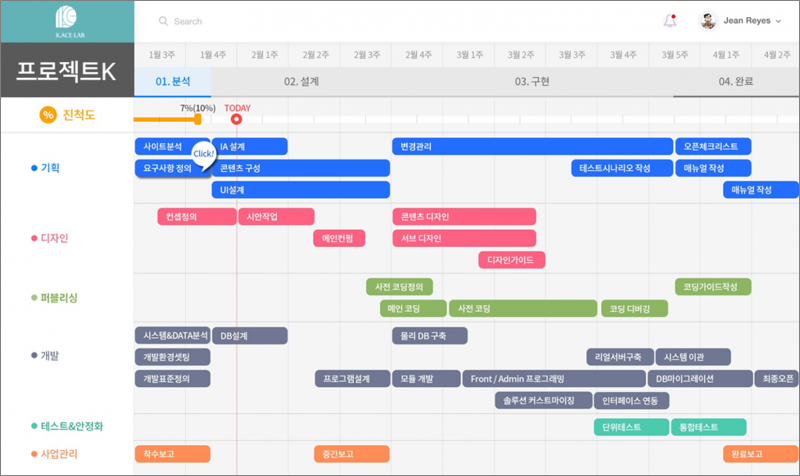 K.ACE LAB
Search
Jean Reyes
프로젝트K
1월 3주 1월 4주 2월 1주 2월 2주 2월 3주 2월 4주 3월 1주 3월 2주 3월 3주 3월 4주 3월 5주 4월 1주 4월 2주
01. 분석 02. 설계 03. 구현 04. 완료
% 진척도
7%(10%) TODAY
기획
사이트분석 IA 설계 변경관리 오픈체크리스트
Click!
요구사항 정의 콘텐츠 구성 테스트시나리오 작성 매뉴얼 작성
UI설계 매뉴얼 작성
디자인
컨셉정의 시안작업 콘텐츠 디자인
메인컨펌 서브 디자인
디자인가이드
퍼블리싱
사전 코딩정의 코딩가이드작성
메인 코딩 사전 코딩 코딩 디버깅
개발
시스템&DATA분석 DB설계 물리 DB 구축
개발환경셋팅 리얼서버구축 시스템 이관
개발표준정의 프로그램설계 모듈 개발 Front / Admin 프로그래밍 DB마이그레이션 최종오픈
솔루션 커스트마이징 인터페이스 연동
테스트&안정화
단위테스트 통합테스트
사업관리
착수보고 중간보고 완료보고